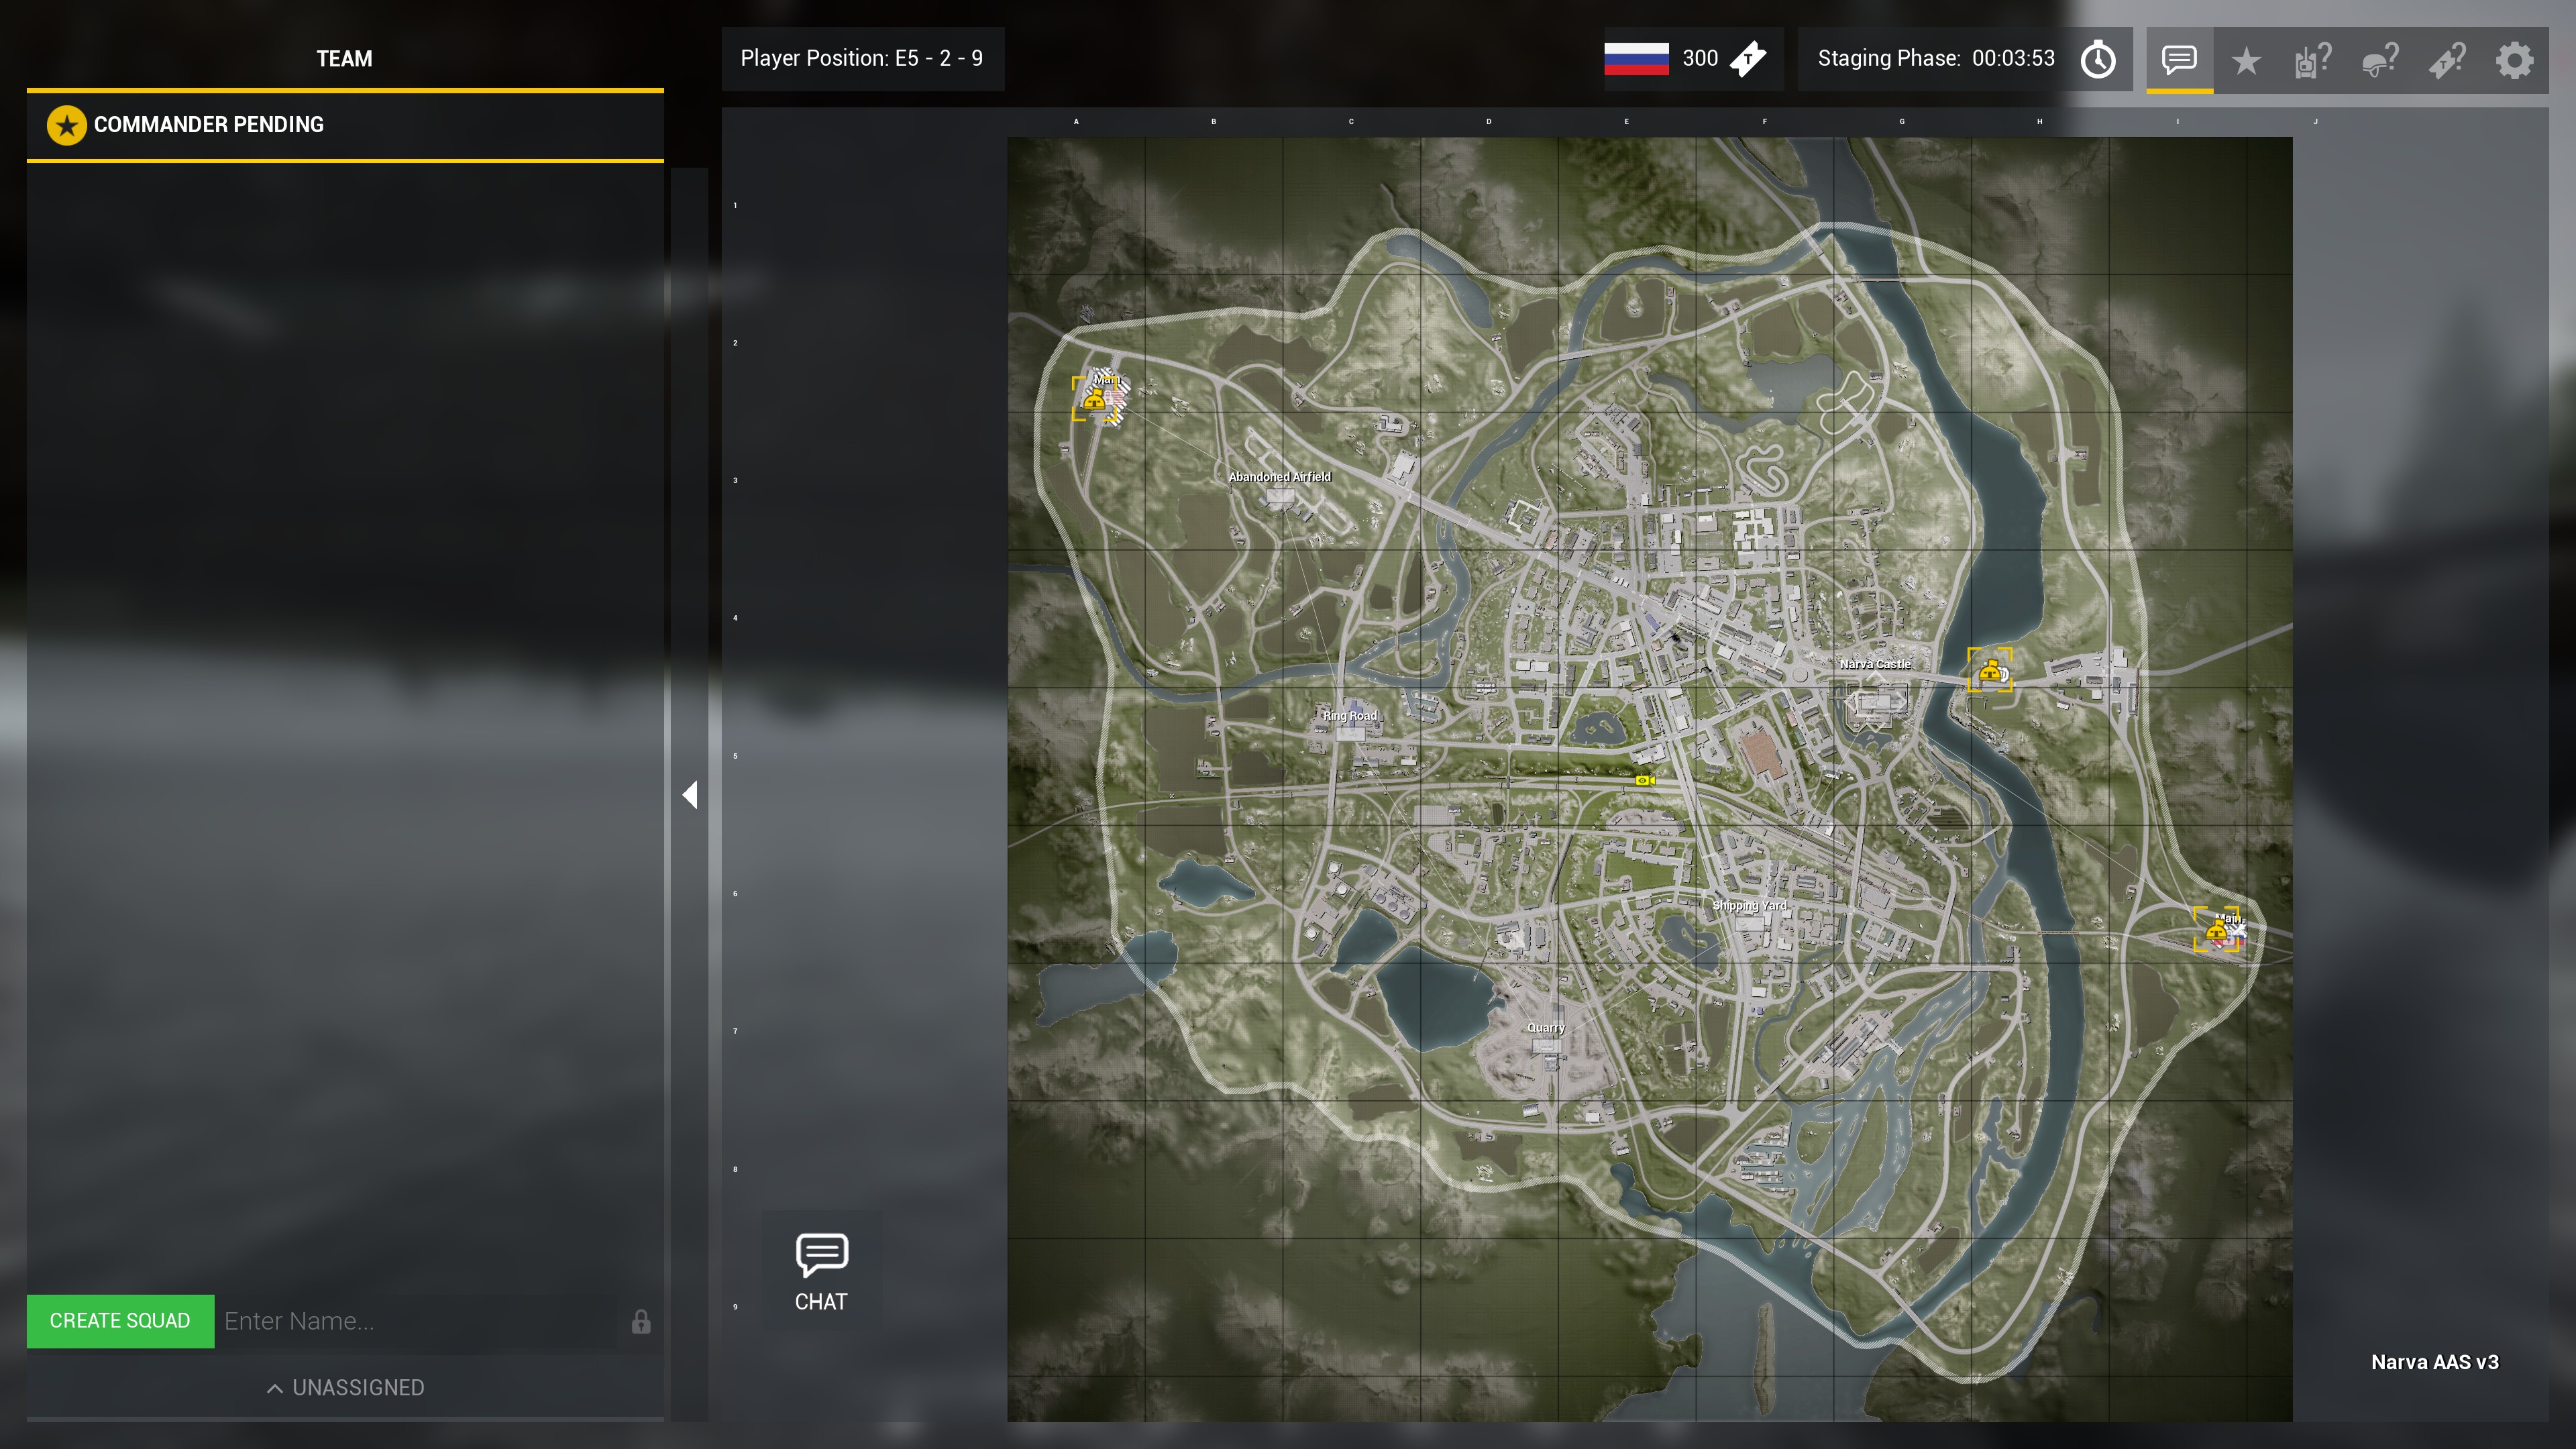 TEAM
Player Position: E5 - 2 - 9
300
Staging Phase: 00:03:53
COMMANDER PENDING
A B C D E F G H I J
1
2
3
4
5
6
7
8
9
Main
Abandoned Airfield
Narva Castle
Ring Road
Shipping Yard
Main
Quarry
CHAT
CREATE SQUAD Enter Name...
UNASSIGNED
Narva AAS v3